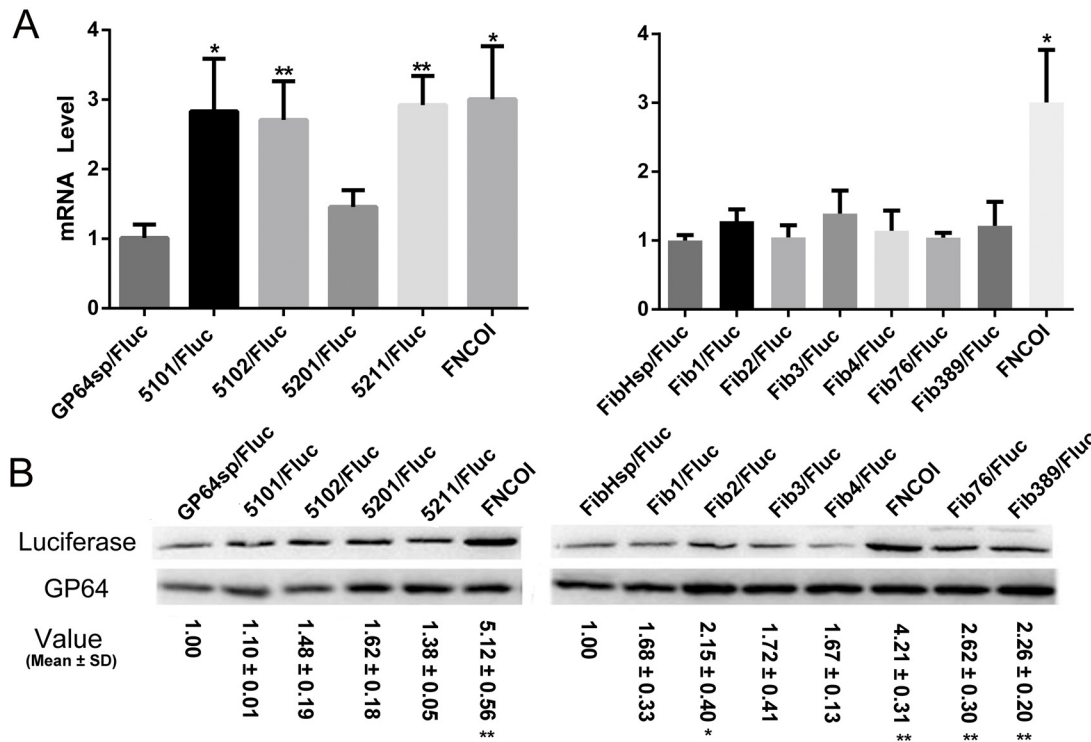 A
mRNA Level
4
3
2
1
0
*
**
**
*
GP64sp/Fluc
5101/Fluc
5102/Fluc
5201/Fluc
5211/Fluc
FNCOI
4
3
2
1
0
*
FibHsp/Fluc
Fib1/Fluc
Fib2/Fluc
Fib3/Fluc
Fib4/Fluc
Fib76/Fluc
Fib389/Fluc
FNCOI
B
GP64sp/Fluc
5101/Fluc
5102/Fluc
5201/Fluc
5211/Fluc
FNCOI
FibHsp/Fluc
Fib1/Fluc
Fib2/Fluc
Fib3/Fluc
Fib4/Fluc
FNCOI
Fib76/Fluc
Fib389/Fluc
Luciferase
GP64
Value
(Mean ± SD)
1.00
1.10 ± 0.01
1.48 ± 0.19
1.62 ± 0.18
1.38 ± 0.05
5.12 ± 0.56 **
1.00
1.68 ± 0.33
2.15 ± 0.40 *
1.72 ± 0.41
1.67 ± 0.13
4.21 ± 0.31 **
2.62 ± 0.30 **
2.26 ± 0.20 **